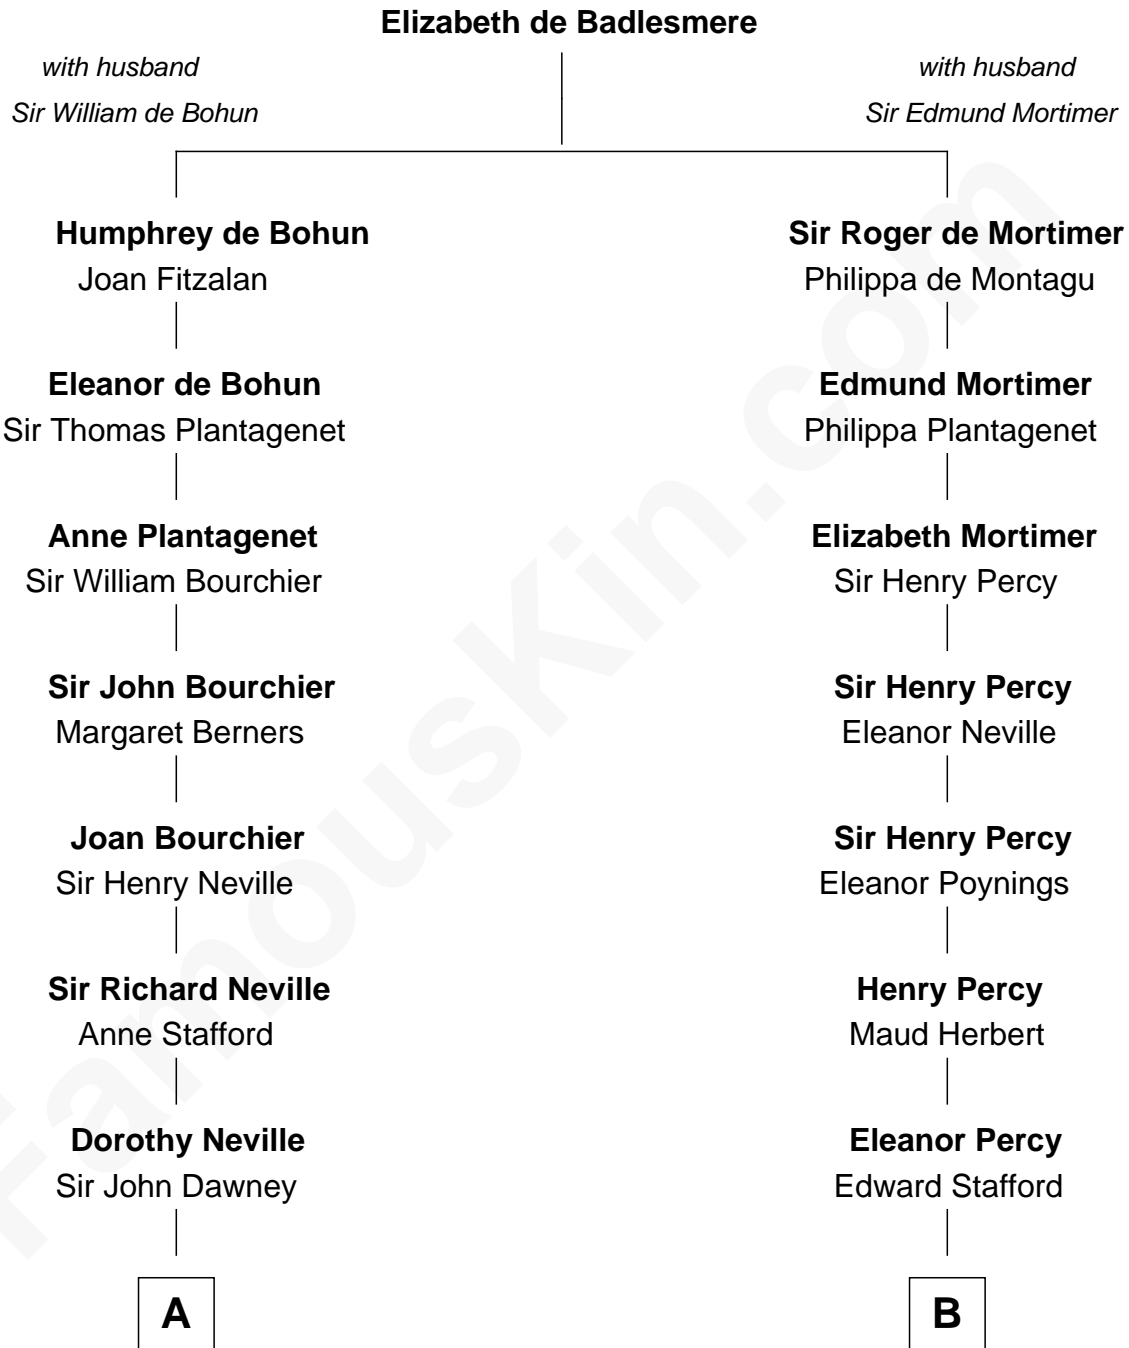 Elizabeth de Badlesmere
with husband
Sir William de Bohun
with husband
Sir Edmund Mortimer
Humphrey de Bohun
Joan Fitzalan
Eleanor de Bohun
Sir Thomas Plantagenet
Anne Plantagenet
Sir William Bourchier
Sir John Bourchier
Margaret Berners
Joan Bourchier
Sir Henry Neville
Sir Richard Neville
Anne Stafford
Dorothy Neville
Sir John Dawney
A
Sir Roger de Mortimer
Philippa de Montagu
Edmund Mortimer
Philippa Plantagenet
Elizabeth Mortimer
Sir Henry Percy
Sir Henry Percy
Eleanor Neville
Sir Henry Percy
Eleanor Poynings
Henry Percy
Maud Herbert
Eleanor Percy
Edward Stafford
B
FamousKin.com